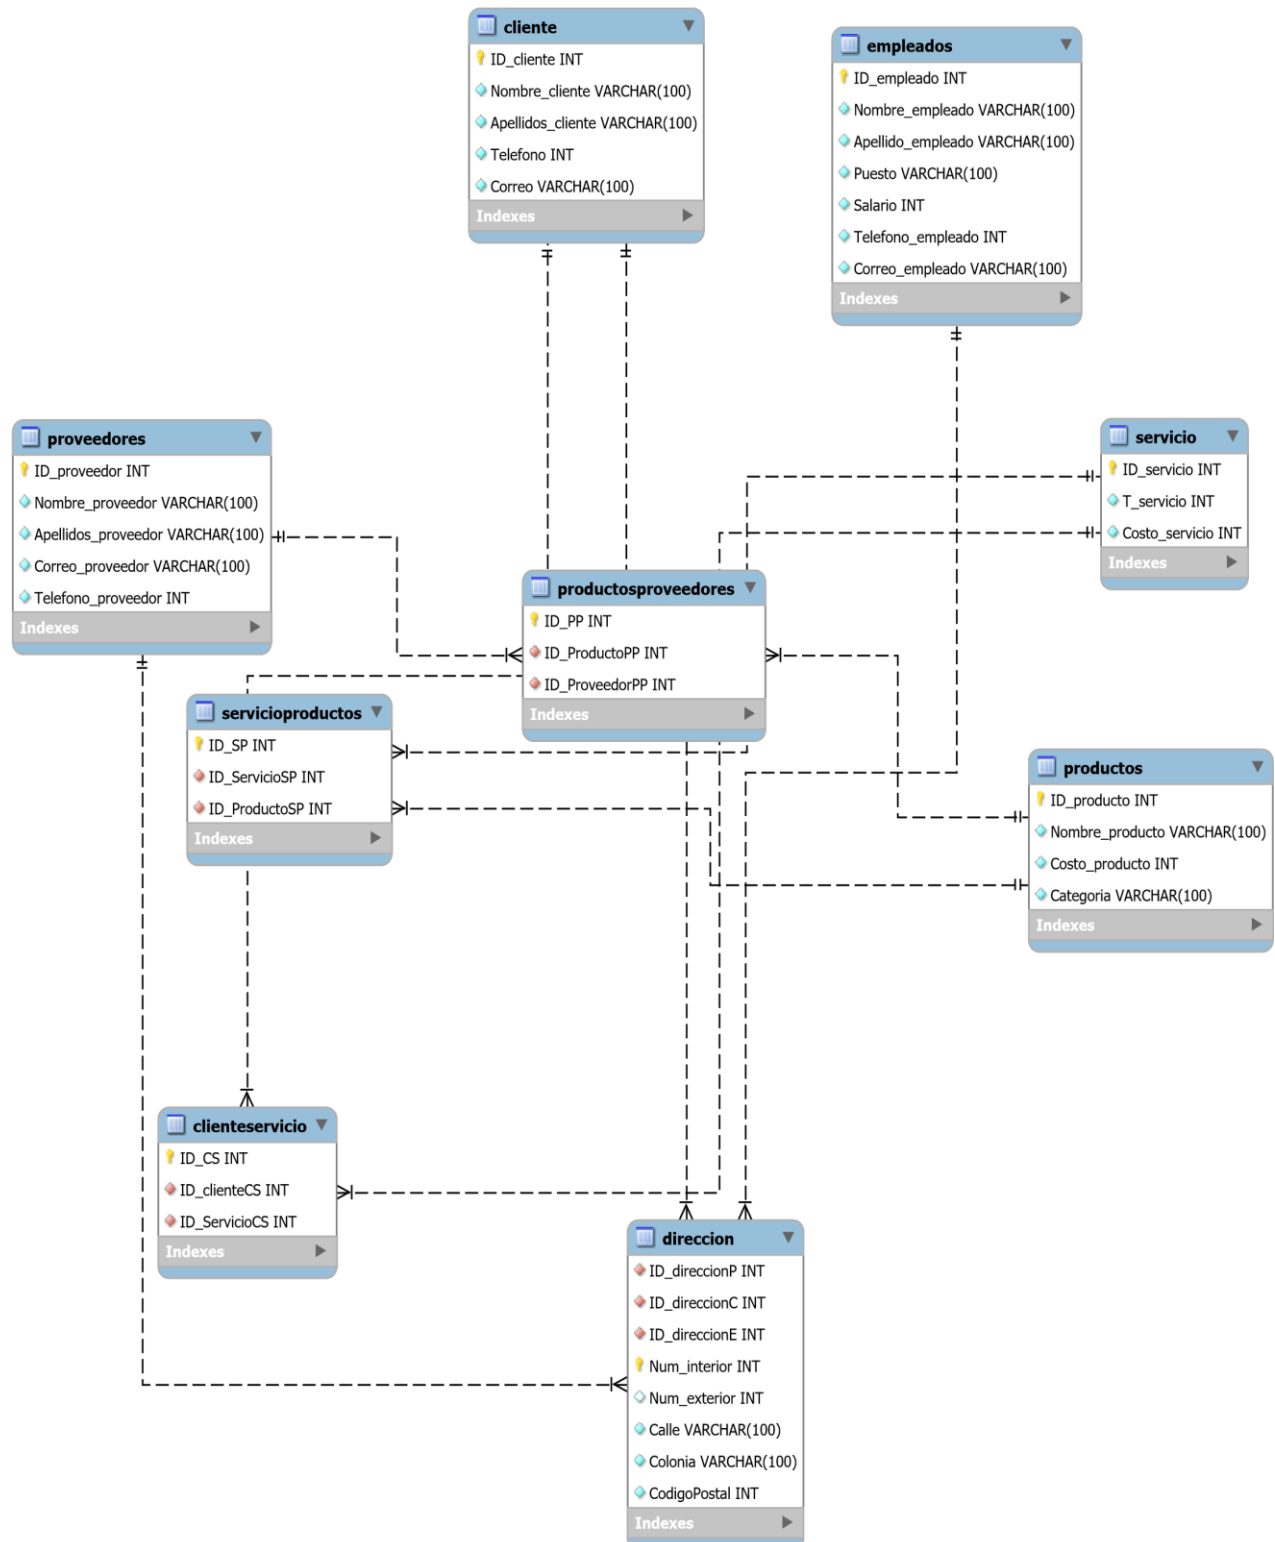 cliente
ID_cliente INT
Nombre_cliente VARCHAR(100)
Apellidos_cliente VARCHAR(100)
Telefono INT
Correo VARCHAR(100)
Indexes
empleados
ID_empleado INT
Nombre_empleado VARCHAR(100)
Apellido_empleado VARCHAR(100)
Puesto VARCHAR(100)
Salario INT
Telefono_empleado INT
Correo_empleado VARCHAR(100)
Indexes
proveedores
ID_proveedor INT
Nombre_proveedor VARCHAR(100)
Apellidos_proveedor VARCHAR(100)
Correo_proveedor VARCHAR(100)
Telefono_proveedor INT
Indexes
servicio
ID_servicio INT
T_servicio INT
Costo_servicio INT
Indexes
productosproveedores
ID_PP INT
ID_ProductoPP INT
ID_ProveedorPP INT
Indexes
servicioproductos
ID_SP INT
ID_ServicioSP INT
ID_ProductoSP INT
Indexes
productos
ID_producto INT
Nombre_producto VARCHAR(100)
Costo_producto INT
Categoria VARCHAR(100)
Indexes
clienteservicio
ID_CS INT
ID_clienteCS INT
ID_ServicioCS INT
Indexes
direccion
ID_direccionP INT
ID_direccionC INT
ID_direccionE INT
Num_interior INT
Num_exterior INT
Calle VARCHAR(100)
Colonia VARCHAR(100)
CodigoPostal INT
Indexes